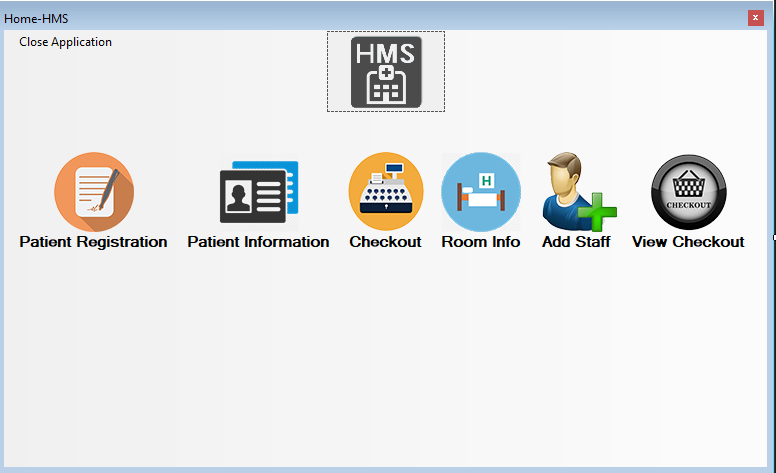 Home-HMS
x
Close Application
HMS
H
CHECKOUT
Patient Registration
Patient Information
Checkout
Room Info
Add Staff
View Checkout